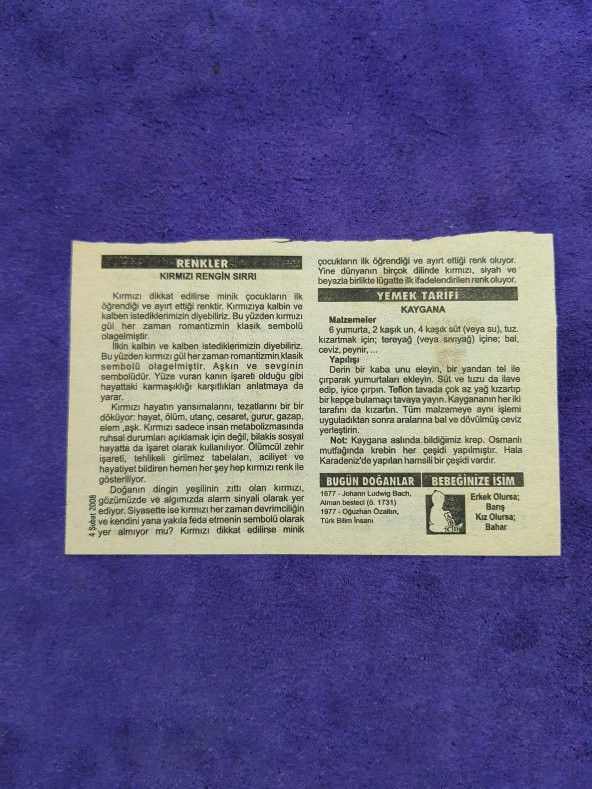 RENKLER
KIRMIZI RENGİN SIRRI
Kırmızı dikkat edilirse minik çocukların ilk
öğrendiği ve ayırt ettiği renktir. Kırmızıya kalbin ve
kalben istediklerimizin diyebiliriz. Bu yüzden kırmızı
gül her zaman romantizmin klasik sembolü
olagelmiştir.
İlkin kalbin ve kalben istediklerimizin diyebiliriz.
Bu yüzden kırmızı gül her zaman romantizmin klasik
sembolü olagelmiştir. Aşkın ve sevginin
sembolüdür. Yüze vuran kanın işareti olduğu gibi
hayattaki karmaşıklığı karşıtlıkları anlatmaya da
yarar.
Kırmızı hayatın yansımalarını, tezatlarını bir bir
döküyor: hayat, ölüm, utanç, cesaret, gurur, gazap,
elem ,aşk. Kırmızı sadece insan metabolizmasında
ruhsal durumları açıklamak için değil, bilakis sosyal
hayatta da işaret olarak kullanılıyor. Ölümcül zehir
işareti, tehlikeli girilmez tabelaları, aciliyet ve
hayatiyet bildiren hemen her şey hep kırmızı renk ile
gösteriliyor.
Doğanın dingin yeşilinin zıttı olan kırmızı,
gözümüzde ve algımızda alarm sinyali olarak yer
ediyor. Siyasette ise kırmızı her zaman devrimciliğin
ve kendini yana yakıla feda etmenin sembolü olarak
yer almıyor mu? Kırmızı dikkat edilirse minik
4 Şubat 2008
çocukların ilk öğrendiği ve ayırt ettiği renk oluyor.
Yine dünyanın birçok dilinde kırmızı, siyah ve
beyazla birlikte lügatte ilk ifadelendirilen renk oluyor.
YEMEK TARİFİ
KAYGANA
Malzemeler
6 yumurta, 2 kaşık un, 4 kaşık süt (veya su), tuz.
kızartmak için; tereyağ (veya sıvıyağ) içine; bal,
ceviz, peynir, ...
Yapılışı
Derin bir kaba unu eleyin, bir yandan tel ile
çırparak yumurtaları ekleyin. Süt ve tuzu da ilave
edip, iyice çırpın. Teflon tavada çok az yağ kızartıp
bir kepçe bulamaçı tavaya yayın. Kaygananın her iki
tarafını da kızartın. Tüm malzemeye aynı işlemi
uyguladıktan sonra aralarına bal ve dövülmüş ceviz
yerleştirin.
Not: Kaygana aslında bildiğimiz krep. Osmanlı
mutfağında krebin her çeşidi yapılmıştır. Hala
Karadeniz'de yapılan hamsili bir çeşidi vardır.
BUGÜN DOĞANLAR
1677 - Johann Ludwig Bach,
Alman besteci (ö. 1731)
1977 - Oğuzhan Özaltın,
Türk Bilim İnsanı
BEBEĞİNİZE İSİM
Erkek Olursa;
Barış
Kız Olursa;
Bahar